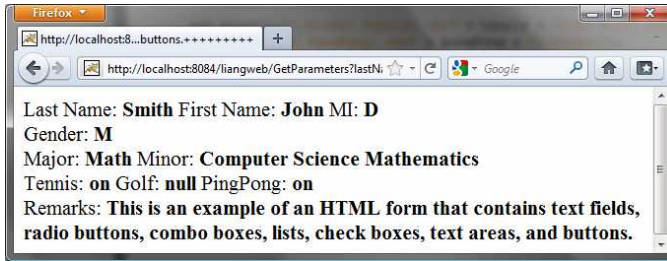 Firefox
http://localhost:8...buttons.+++++++++
http://localhost:8084/liangweb/GetParameters?lastNa
Google
Last Name: Smith First Name: John MI: D
Gender: M
Major: Math Minor: Computer Science Mathematics
Tennis: on Golf: null PingPong: on
Remarks: This is an example of an HTML form that contains text fields,
radio buttons, combo boxes, lists, check boxes, text areas, and buttons.